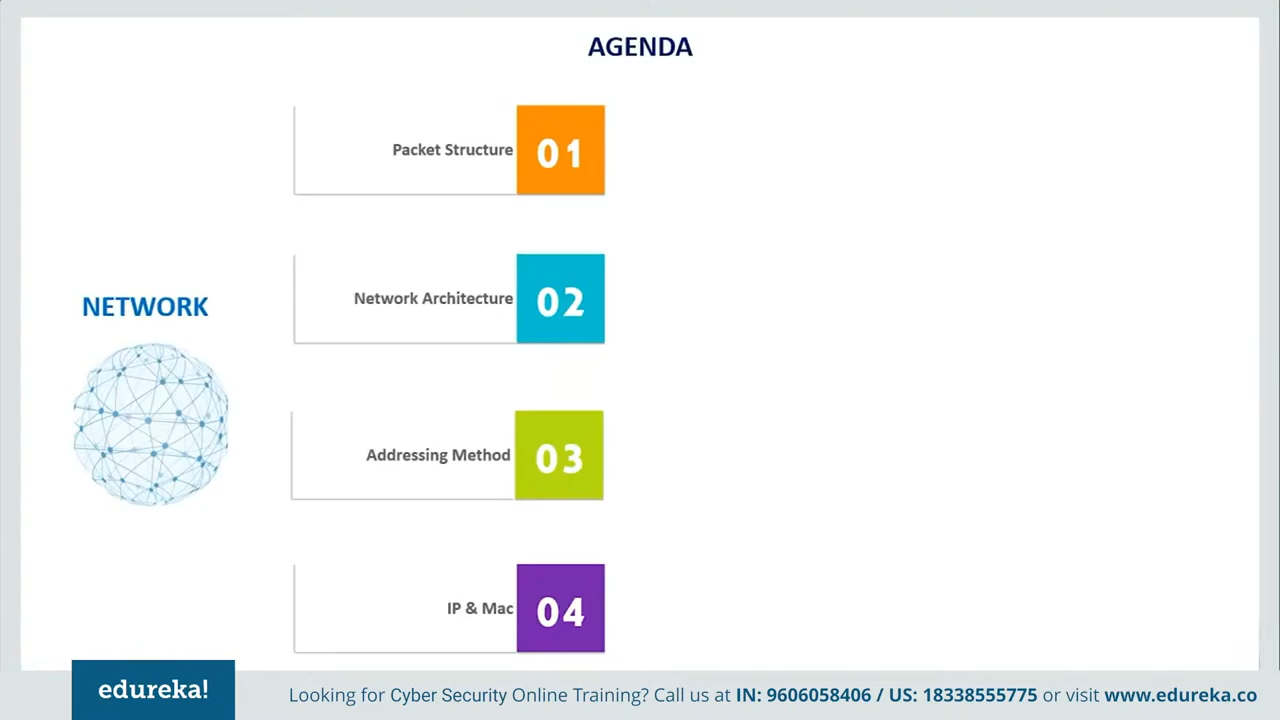 AGENDA
Packet Structure 01
Network Architecture 02
NETWORK
Addressing Method 03
IP & Mac 04
edureka!
Looking for Cyber Security Online Training? Call us at IN: 9606058406 / US: 18338555775 or visit www.edureka.co